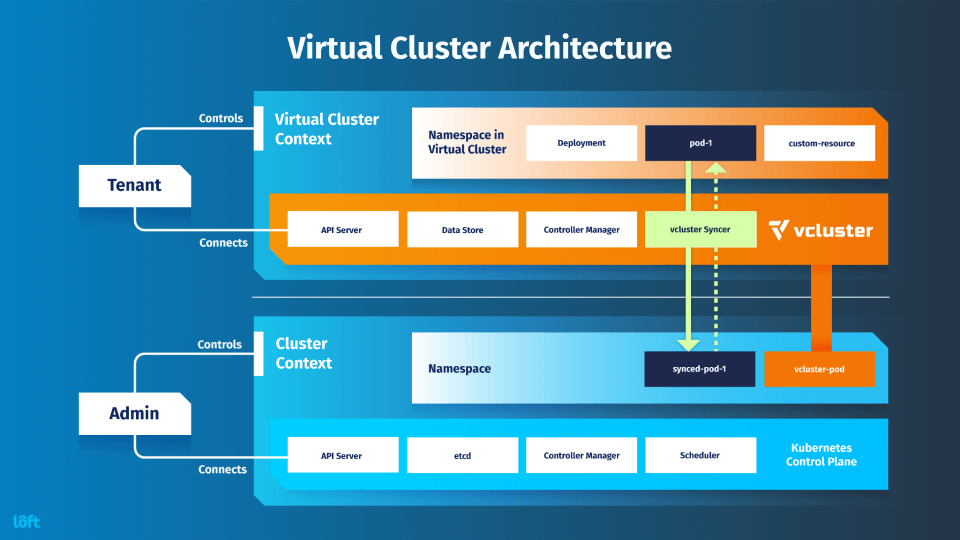 Virtual Cluster Architecture
Controls
Virtual Cluster
Context
Namespace in
Virtual Cluster
Deployment
pod-1
custom-resource
Tenant
Connects
API Server
Data Store
Controller Manager
vcluster Syncer
vcluster
Controls
Cluster
Context
Namespace
synced-pod-1
vcluster-pod
Admin
Connects
API Server
etcd
Controller Manager
Scheduler
Kubernetes
Control Plane
loft